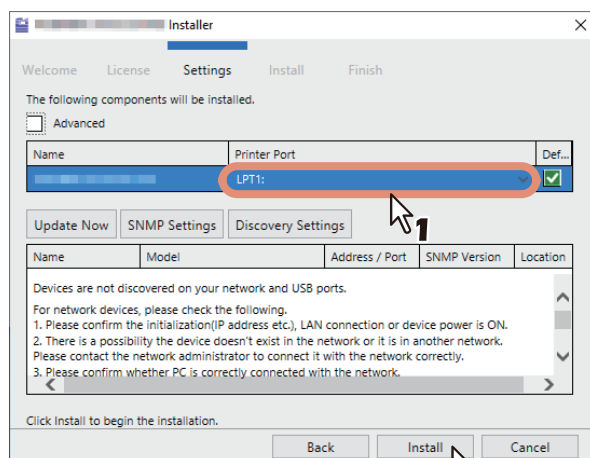 Installer
Welcome License Settings Install Finish
The following components will be installed.
Advanced
Name Printer Port Def...
LPT1:
1
Update Now SNMP Settings Discovery Settings
Name Model Address / Port SNMP Version Location
Devices are not discovered on your network and USB ports.
For network devices, please check the following.
1. Please confirm the initialization(IP address etc.), LAN connection or device power is ON.
2. There is a possibility the device doesn't exist in the network or it is in another network.
Please contact the network administrator to connect it with the network correctly.
3. Please confirm whether PC is correctly connected with the network.
Click Install to begin the installation.
Back Install Cancel